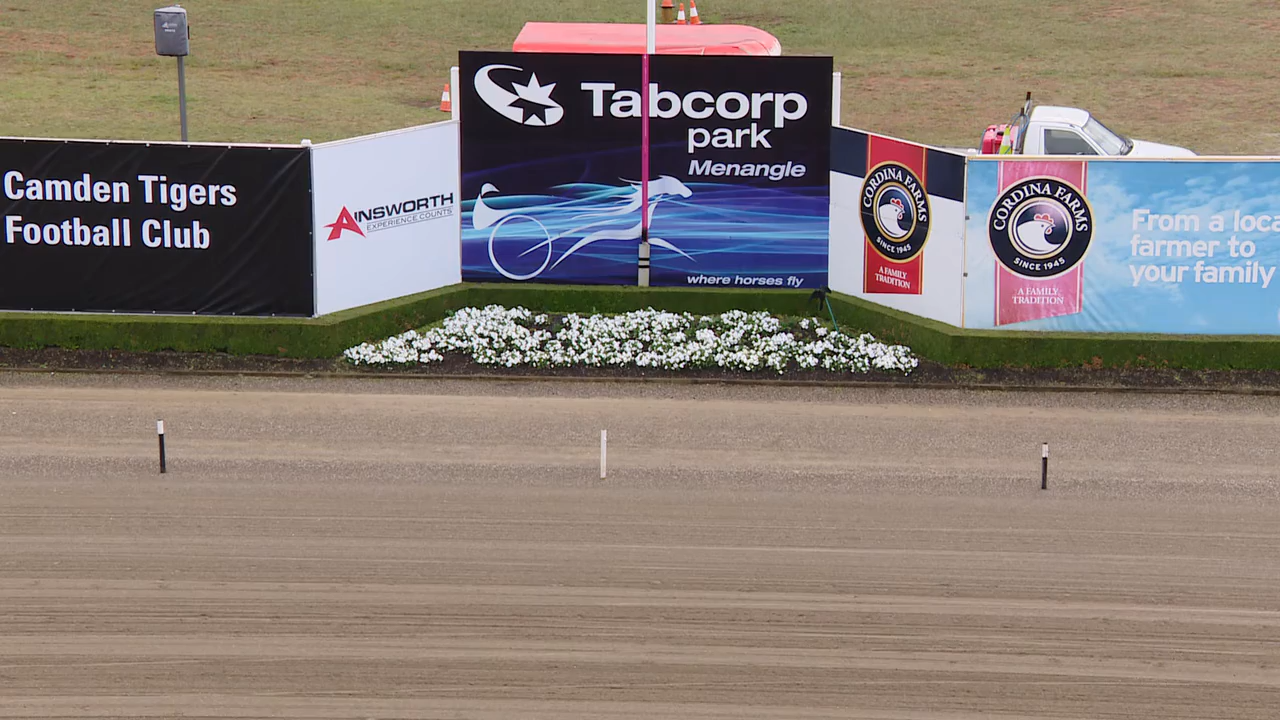 Camden Tigers
Football Club
AINSWORTH
EXPERIENCE COUNTS
Tabcorp
park
Menangle
where horses fly
CORDINA FARMS
SINCE 1945
A FAMILY
TRADITION
CORDINA FARMS
SINCE 1945
A FAMILY
TRADITION
From a loca
farmer to
your family